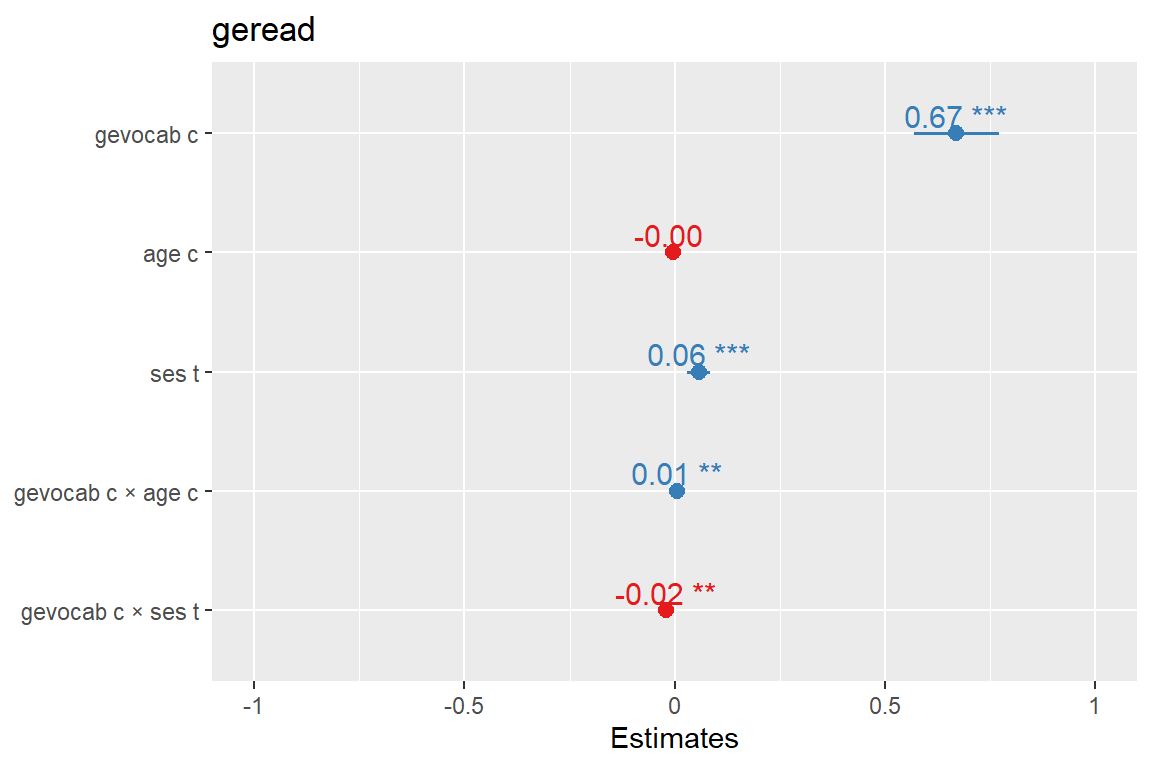 geread
gevocab c
0.67 ***
age c
-0.00
ses t
0.06 ***
gevocab c × age c
0.01 **
gevocab c × ses t
-0.02 **
-1 -0.5 0 0.5 1
Estimates